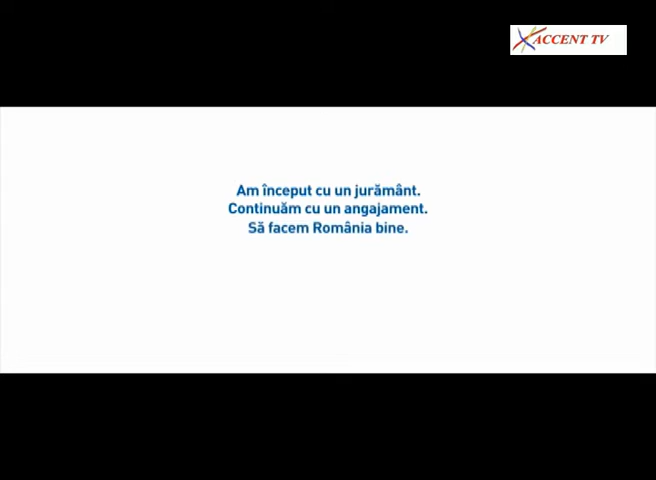 ACCENT TV
Am început cu un jurământ.
Continuăm cu un angajament.
Să facem România bine.